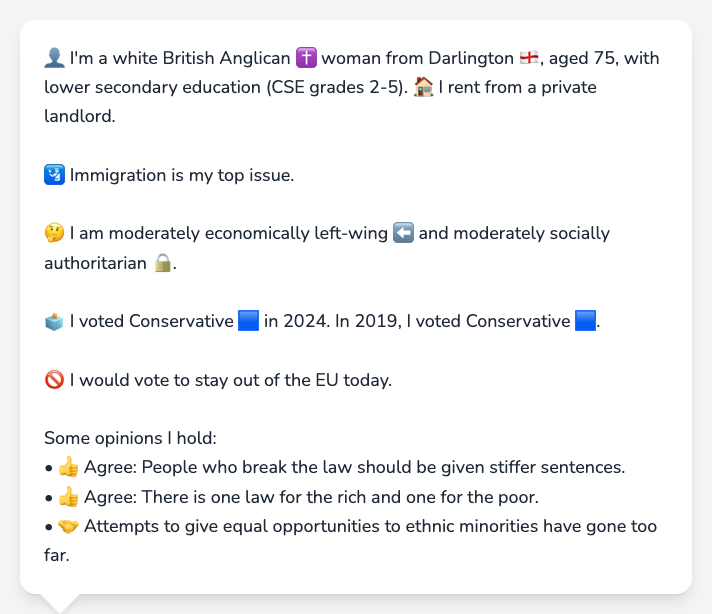 👤 I'm a white British Anglican ✝️ woman from Darlington 🏴󠁧󠁢󠁥󠁮󠁧󠁿, aged 75, with
lower secondary education (CSE grades 2-5). 🏠 I rent from a private
landlord.
🛂 Immigration is my top issue.
🤔 I am moderately economically left-wing ⬅️ and moderately socially
authoritarian 🔒.
🗳️ I voted Conservative 🟦 in 2024. In 2019, I voted Conservative 🟦.
🚫 I would vote to stay out of the EU today.
Some opinions I hold:
• 👍 Agree: People who break the law should be given stiffer sentences.
• 👍 Agree: There is one law for the rich and one for the poor.
• 🤝 Attempts to give equal opportunities to ethnic minorities have gone too
far.